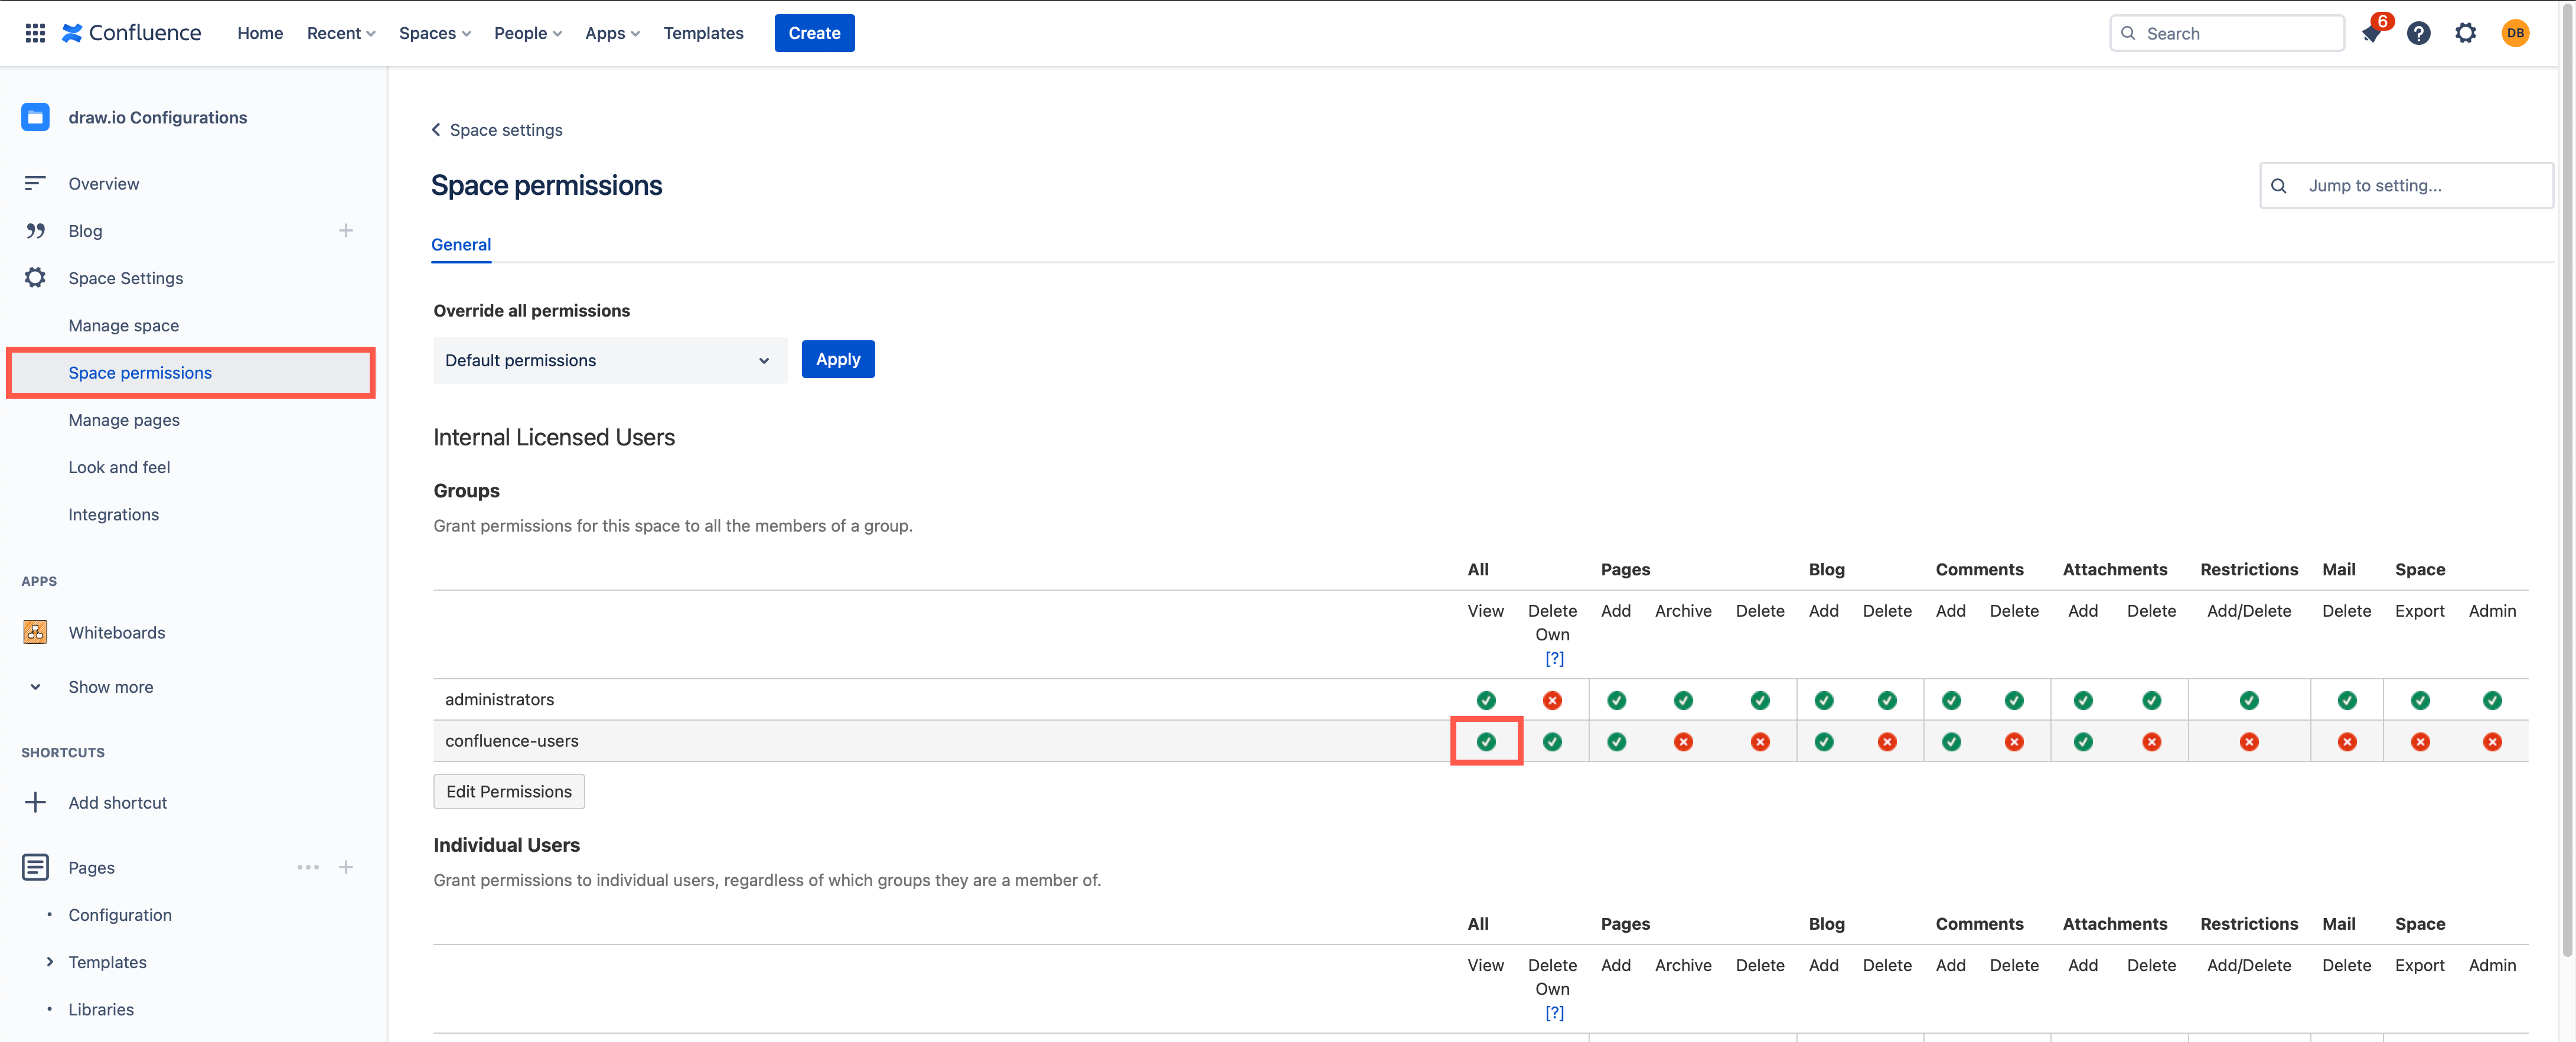 Confluence
Home Recent Spaces People Apps Templates Create
Search
6
?
DB
draw.io Configurations
Overview
Blog
Space Settings
Manage space
Space permissions
Manage pages
Look and feel
Integrations
APPS
Whiteboards
Show more
SHORTCUTS
Add shortcut
Pages
Configuration
Templates
Libraries
Space settings
Space permissions
Jump to setting...
General
Override all permissions
Default permissions Apply
Internal Licensed Users
Groups
Grant permissions for this space to all the members of a group.
All Pages Blog Comments Attachments Restrictions Mail Space
View Delete Add Archive Delete Add Delete Add Delete Add Delete Add/Delete Delete Export Admin
Own
[?]
administrators
confluence-users
Edit Permissions
Individual Users
Grant permissions to individual users, regardless of which groups they are a member of.
All Pages Blog Comments Attachments Restrictions Mail Space
View Delete Add Archive Delete Add Delete Add Delete Add Delete Add/Delete Delete Export Admin
Own
[?]